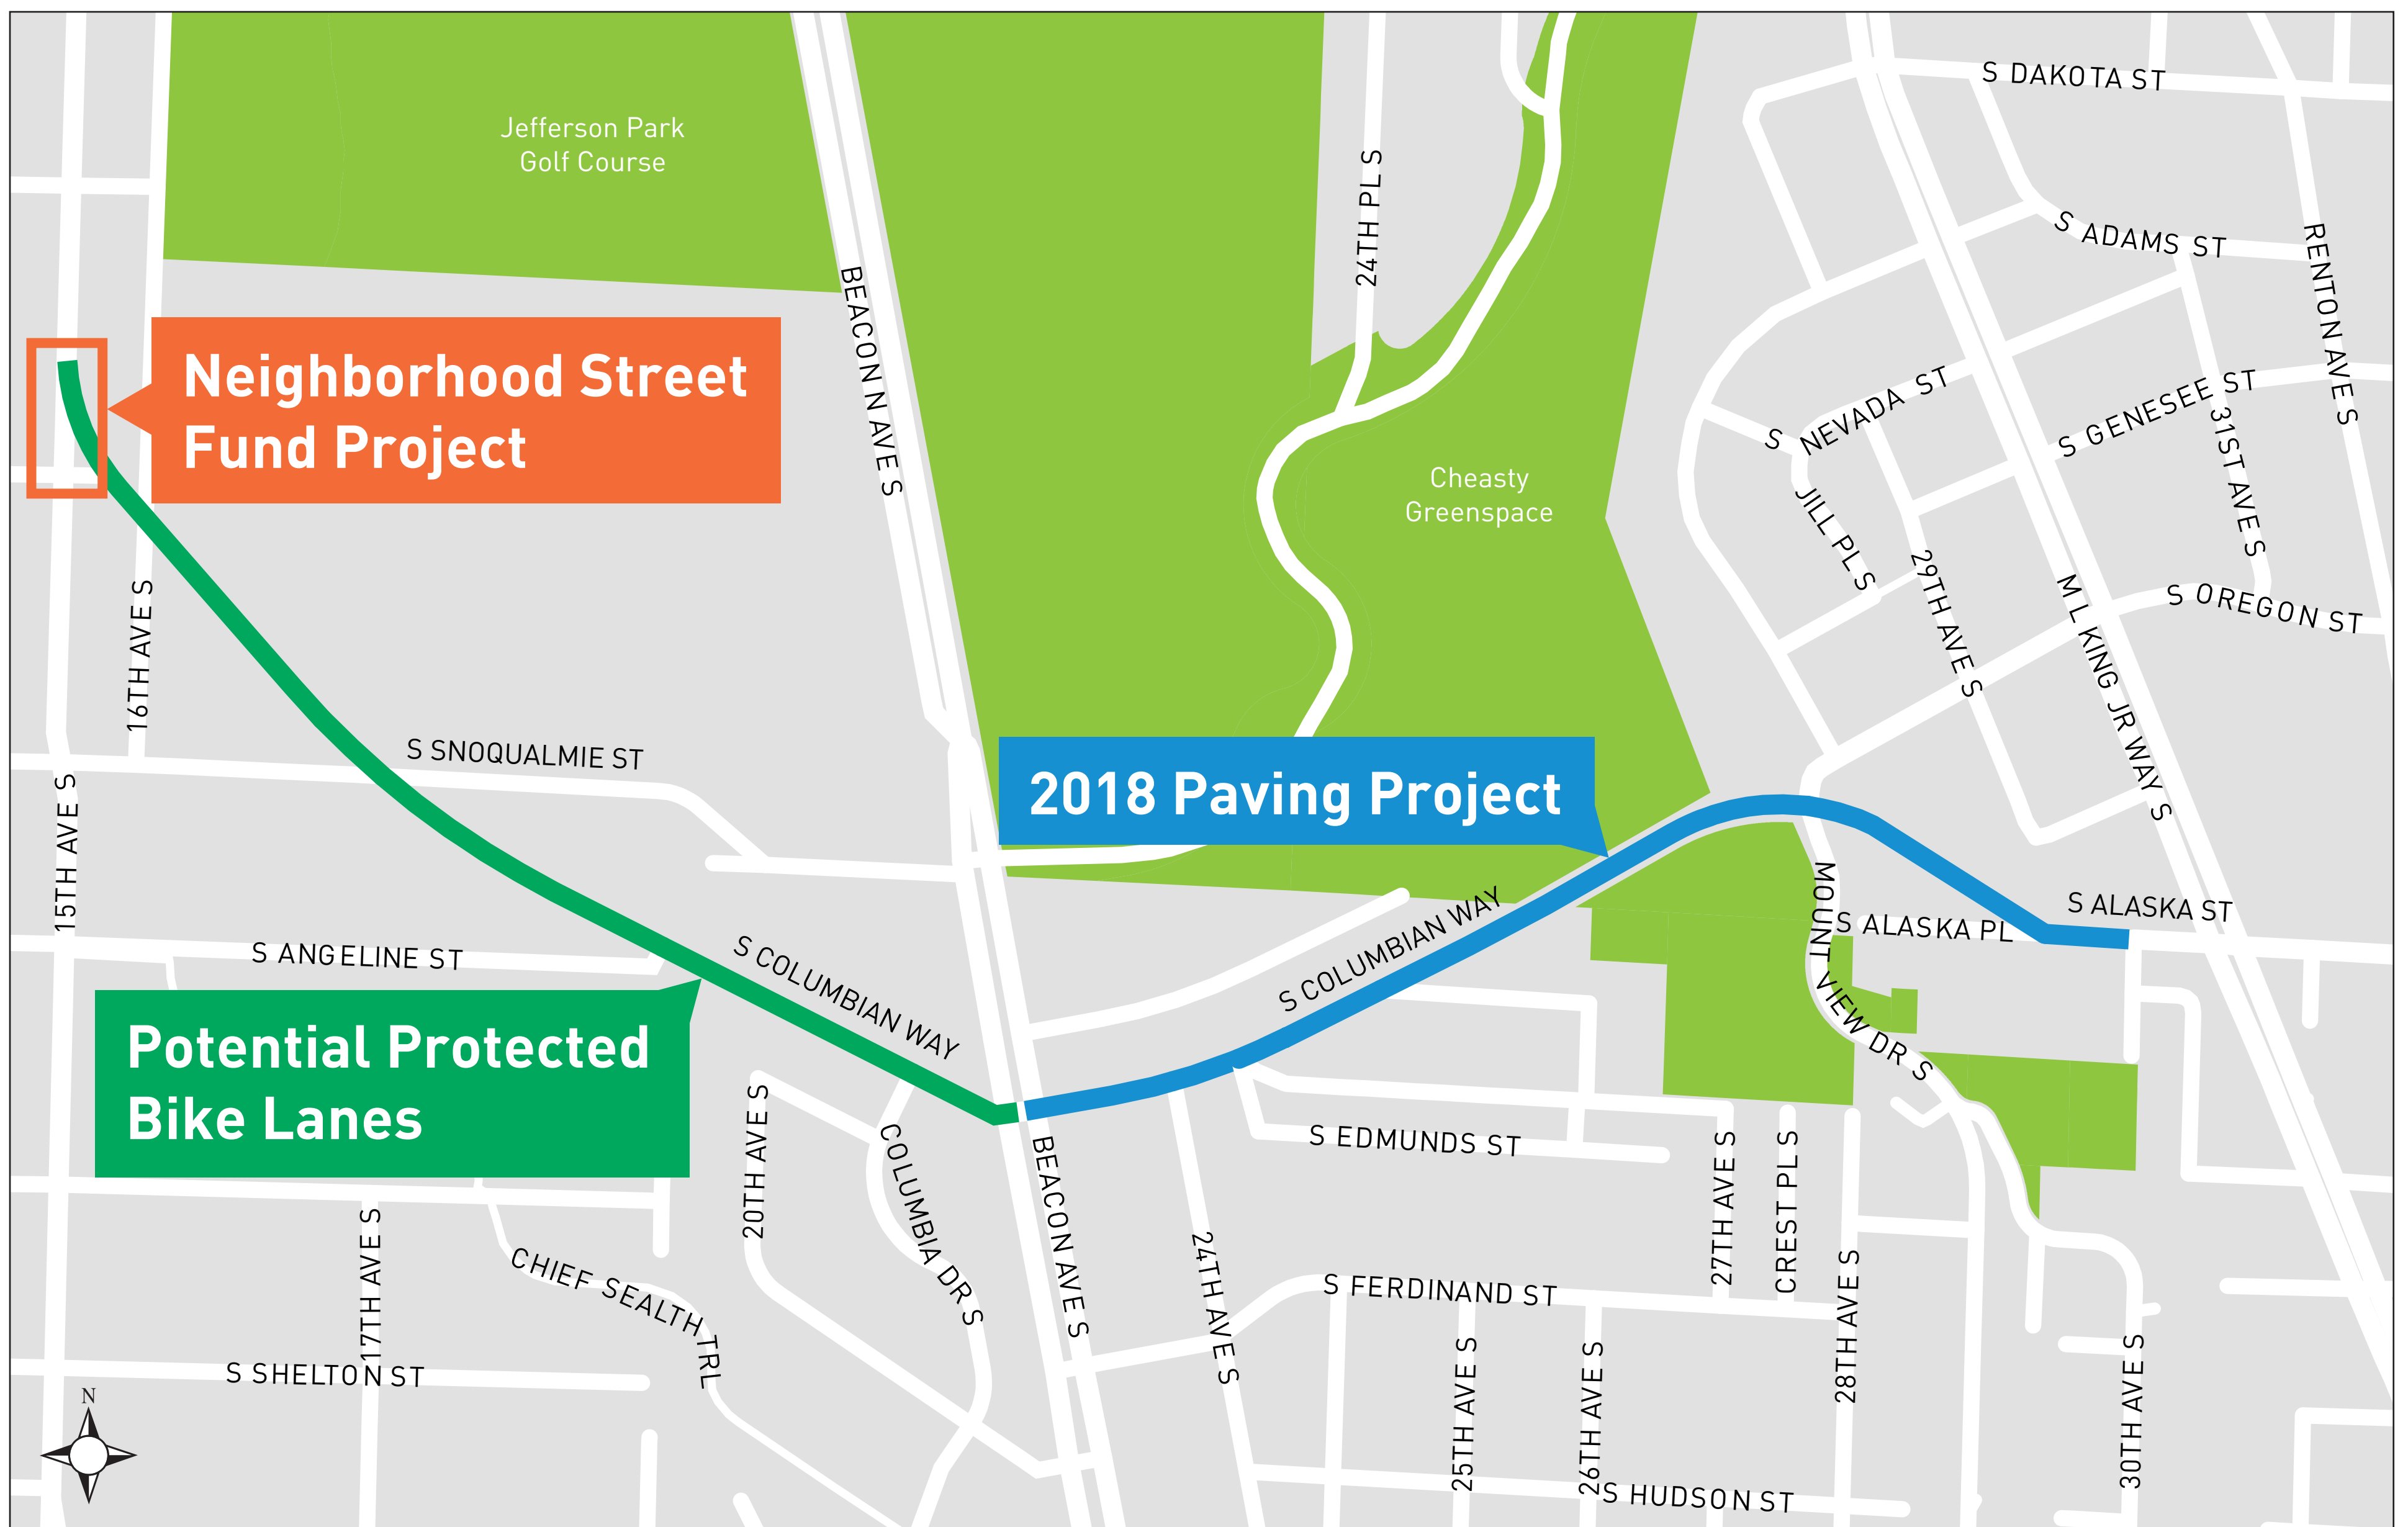 S DAKOTA ST
Jefferson Park
Golf Course
24TH PL S
S ADAMS ST
RENTON AVE S
BEACON AVE S
Neighborhood Street
Fund Project
S NEVADA ST
S GENESEE ST
31ST AVE S
Cheasty
Greenspace
JILL PL S
29TH AVE S
M L KING JR WAY S
S OREGON ST
16TH AVE S
S SNOQUALMIE ST
2018 Paving Project
15TH AVE S
MOUNT VIEW DR S
S ALASKA PL
S ALASKA ST
S COLUMBIAN WAY
S ANGELINE ST
S COLUMBIAN WAY
Potential Protected
Bike Lanes
20TH AVE S
COLUMBIA DR S
BEACON AVE S
S EDMUNDS ST
27TH AVE S
CREST PL S
17TH AVE S
CHIEF SEALTH TRL
24TH AVE S
S FERDINAND ST
28TH AVE S
25TH AVE S
26TH AVE S
30TH AVE S
S SHELTON ST
N
S HUDSON ST